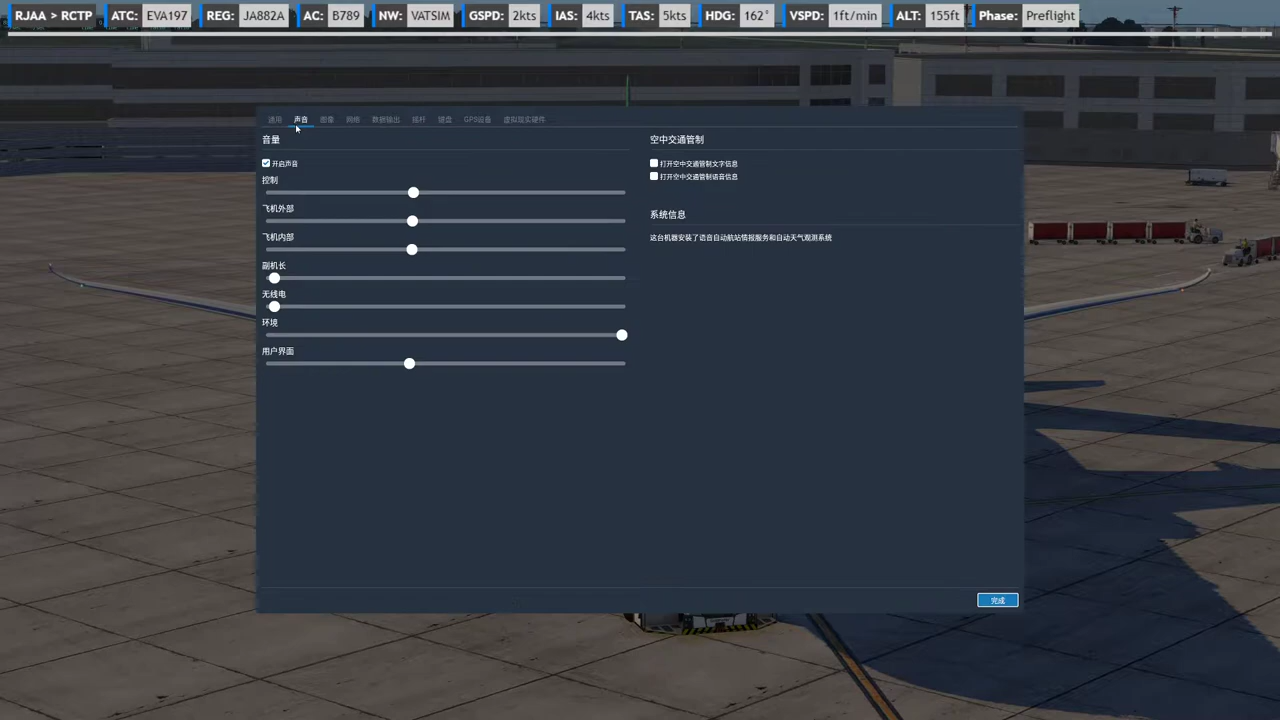 RJAA > RCTP ATC: EVA197 REG: JA882A AC: B789 NW: VATSIM GSPD: 2kts IAS: 4kts TAS: 5kts HDG: 162° VSPD: 1ft/min ALT: 155ft Phase: Preflight
通用 声音 图像 网络 数据输出 摇杆 键盘 GPS设备 虚拟现实硬件
音量
开启声音
控制
飞机外部
飞机内部
副机长
无线电
环境
用户界面
空中交通管制
打开空中交通管制文字信息
打开空中交通管制语音信息
系统信息
这台机器安装了语音自动航站情报服务和自动天气观测系统
完成